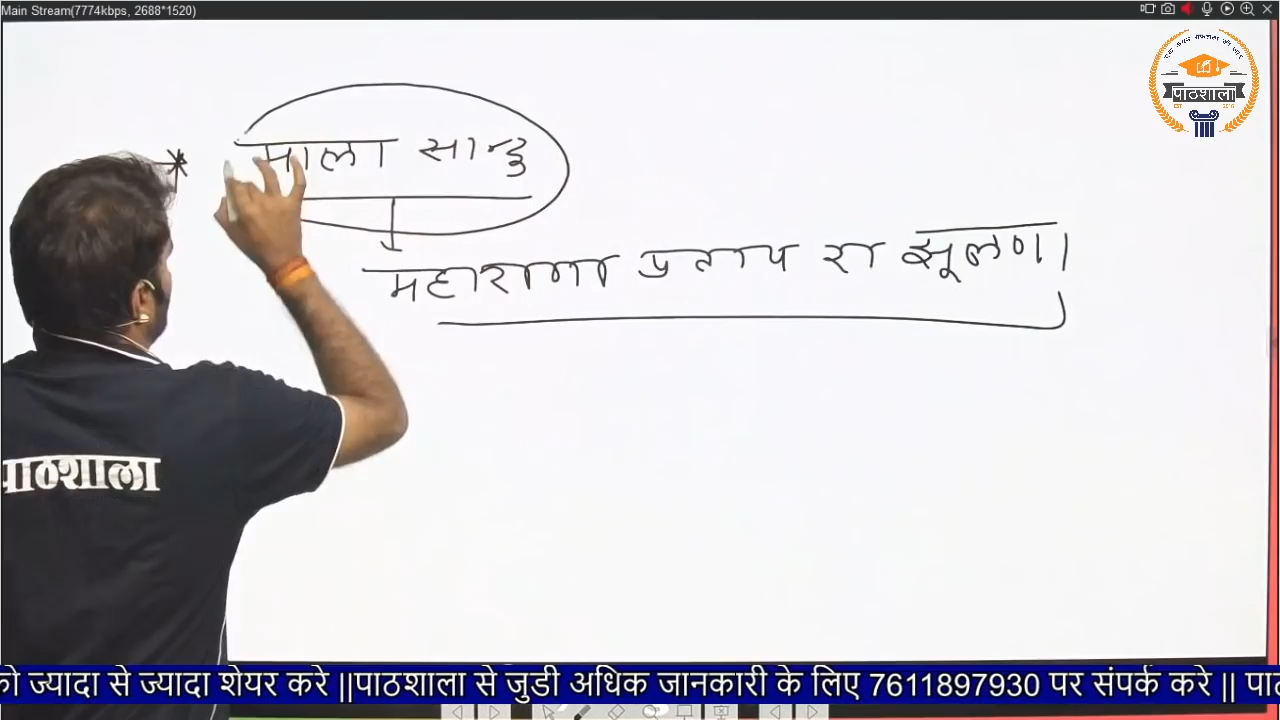 Main Stream(7774kbps, 2688*1520)
पाठशाला
* माला सान्दु
महाराणा प्रताप रा झूलणा
पाठशाला
को ज्यादा से ज्यादा शेयर करे ||पाठशाला से जुडी अधिक जानकारी के लिए 7611897930 पर संपर्क करे || पाठ